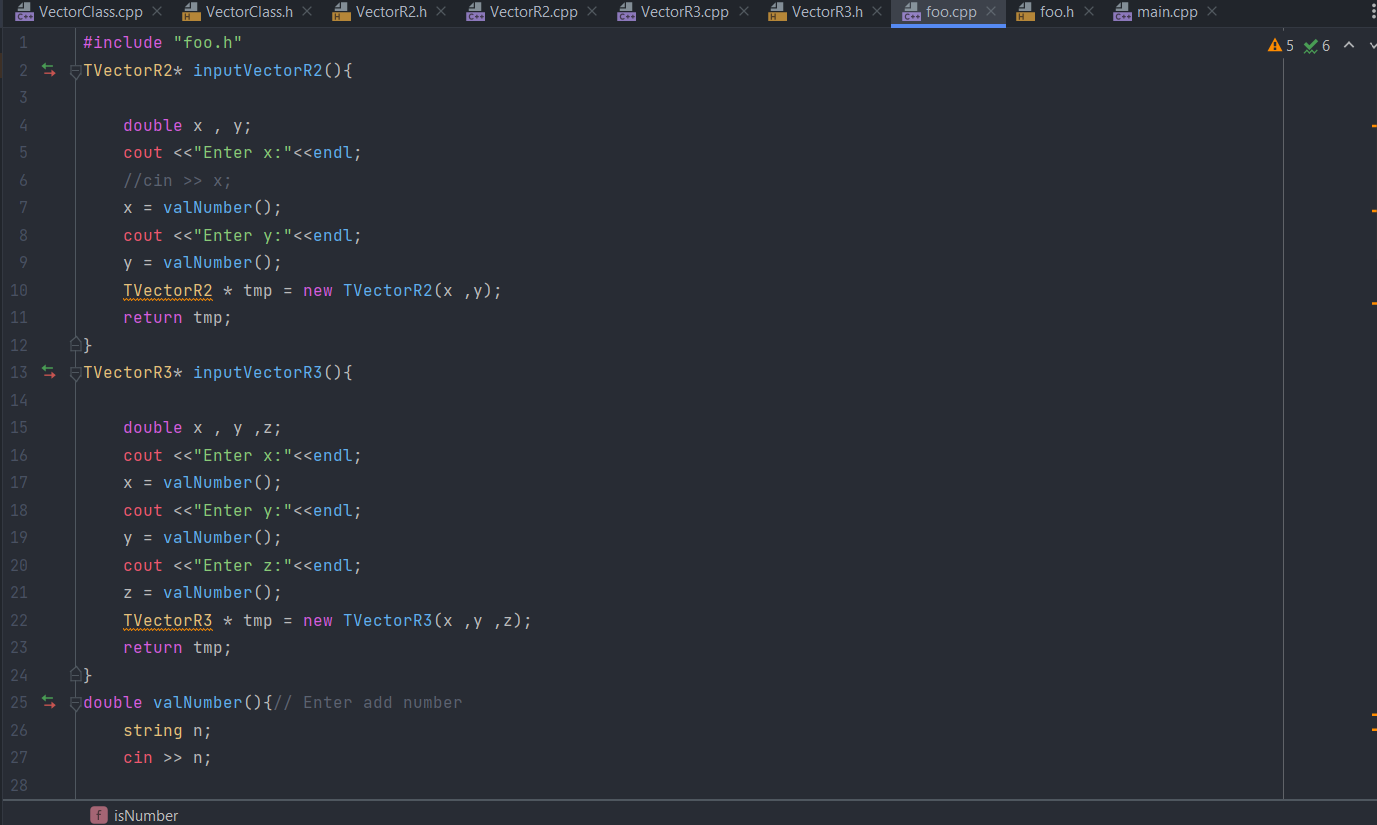 VectorClass.cpp VectorClass.h VectorR2.h VectorR2.cpp VectorR3.cpp VectorR3.h foo.cpp foo.h main.cpp
5 6
1 #include "foo.h"
2 TVectorR2* inputVectorR2(){
3
4 double x , y;
5 cout <<"Enter x:"<<endl;
6 //cin >> x;
7 x = valNumber();
8 cout <<"Enter y:"<<endl;
9 y = valNumber();
10 TVectorR2 * tmp = new TVectorR2(x ,y);
11 return tmp;
12 }
13 TVectorR3* inputVectorR3(){
14
15 double x , y ,z;
16 cout <<"Enter x:"<<endl;
17 x = valNumber();
18 cout <<"Enter y:"<<endl;
19 y = valNumber();
20 cout <<"Enter z:"<<endl;
21 z = valNumber();
22 TVectorR3 * tmp = new TVectorR3(x ,y ,z);
23 return tmp;
24 }
25 double valNumber(){// Enter add number
26 string n;
27 cin >> n;
28
f isNumber